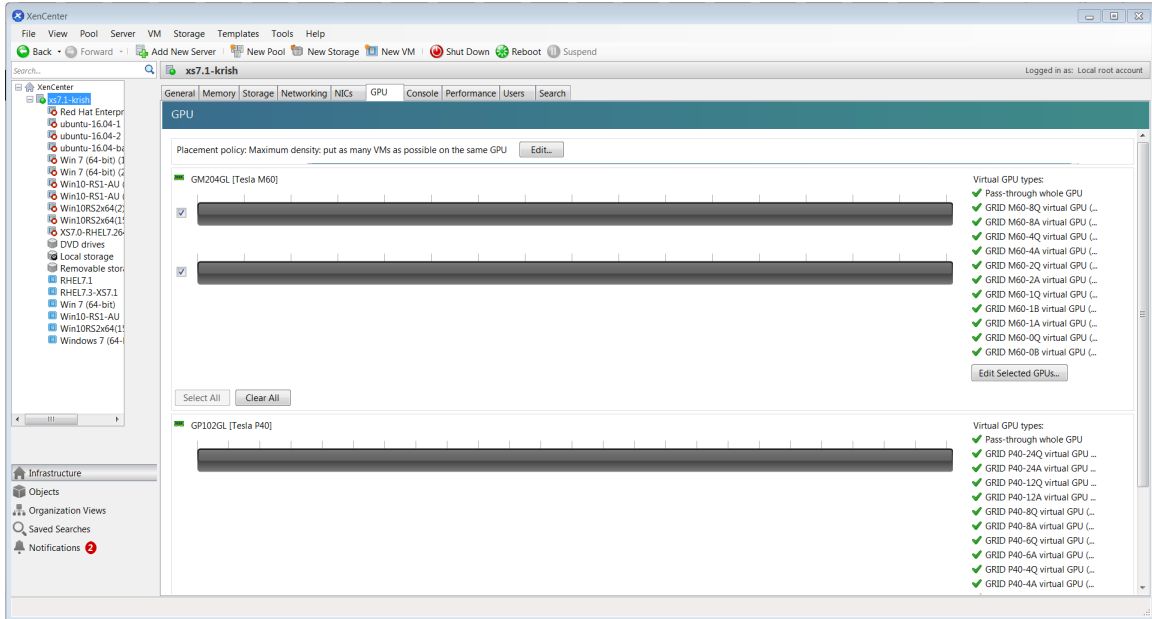 XenCenter
File View Pool Server VM Storage Templates Tools Help
Back Forward Add New Server New Pool New Storage New VM Shut Down Reboot Suspend
Search...
xs7.1-krish
Logged in as: Local root account
XenCenter
xs7.1-krish
Red Hat Enterpr
ubuntu-16.04-1
ubuntu-16.04-2
ubuntu-16.04-ba
Win 7 (64-bit) (1
Win 7 (64-bit) (2
Win10-RS1-AU (
Win10-RS1-AU (
Win10RS2x64(2)
Win10RS2x64(15
XS7.0-RHEL7.264
DVD drives
Local storage
Removable stora
RHEL7.1
RHEL7.3-XS7.1
Win 7 (64-bit)
Win10-RS1-AU
Win10RS2x64(15
Windows 7 (64-b
Infrastructure
Objects
Organization Views
Saved Searches
Notifications 2
General Memory Storage Networking NICs GPU Console Performance Users Search
GPU
Placement policy: Maximum density: put as many VMs as possible on the same GPU Edit...
GM204GL [Tesla M60]
Virtual GPU types:
Pass-through whole GPU
GRID M60-8Q virtual GPU (...
GRID M60-8A virtual GPU (...
GRID M60-4Q virtual GPU (...
GRID M60-4A virtual GPU (...
GRID M60-2Q virtual GPU (...
GRID M60-2A virtual GPU (...
GRID M60-1Q virtual GPU (...
GRID M60-1B virtual GPU (...
GRID M60-1A virtual GPU (...
GRID M60-0Q virtual GPU (...
GRID M60-0B virtual GPU (...
Edit Selected GPUs...
Select All Clear All
GP102GL [Tesla P40]
Virtual GPU types:
Pass-through whole GPU
GRID P40-24Q virtual GPU ...
GRID P40-24A virtual GPU ...
GRID P40-12Q virtual GPU ...
GRID P40-12A virtual GPU ...
GRID P40-8Q virtual GPU (...
GRID P40-8A virtual GPU (...
GRID P40-6Q virtual GPU (...
GRID P40-6A virtual GPU (...
GRID P40-4Q virtual GPU (...
GRID P40-4A virtual GPU (...